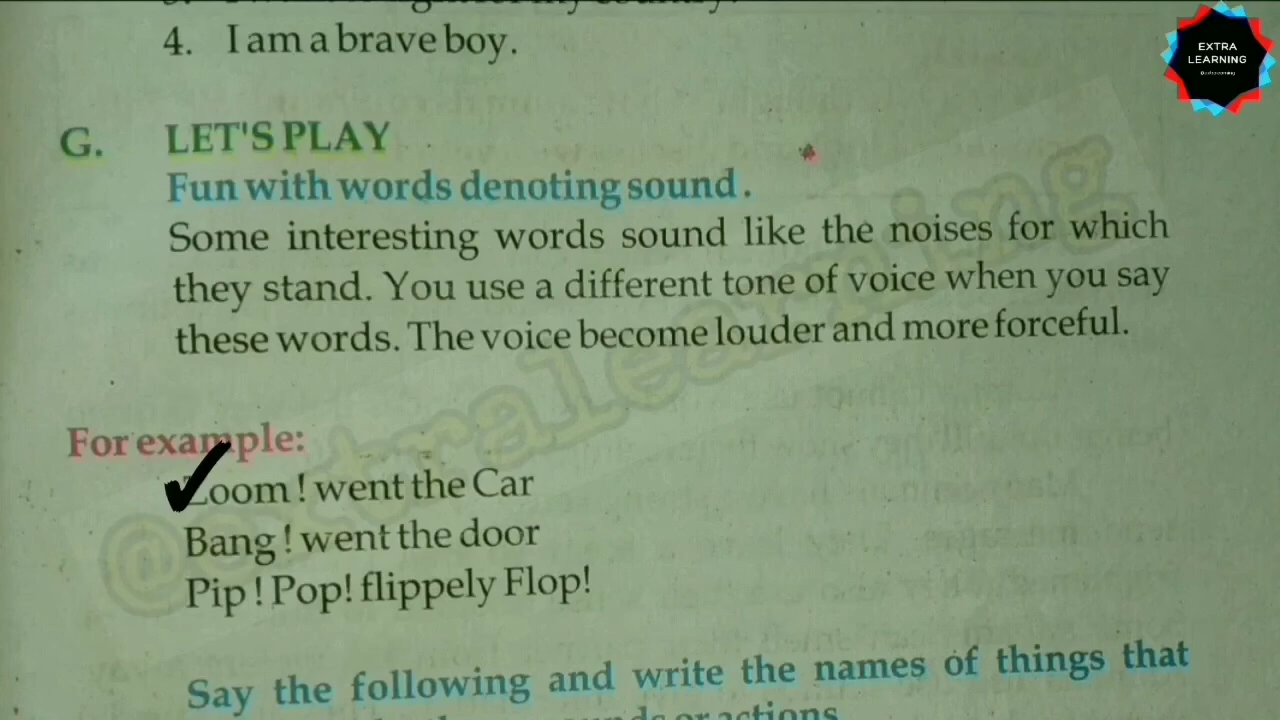 4. I am a brave boy.
EXTRA
LEARNING
G. LET'S PLAY
Fun with words denoting sound.
Some interesting words sound like the noises for which
they stand. You use a different tone of voice when you say
these words. The voice become louder and more forceful.
@extralearning
For example:
Zoom ! went the Car
Bang ! went the door
Pip ! Pop! flippely Flop!
Say the following and write the names of things that
or actions